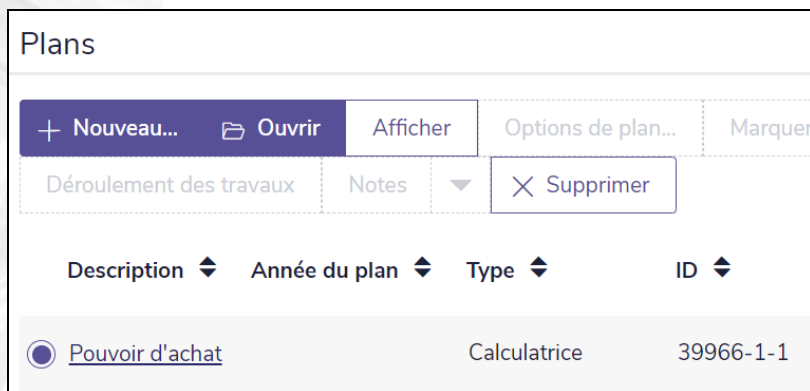 Plans
Nouveau... Ouvrir Afficher Options de plan... Marquer
Déroulement des travaux Notes Supprimer
Description Année du plan Type ID
Pouvoir d'achat Calculatrice 39966-1-1